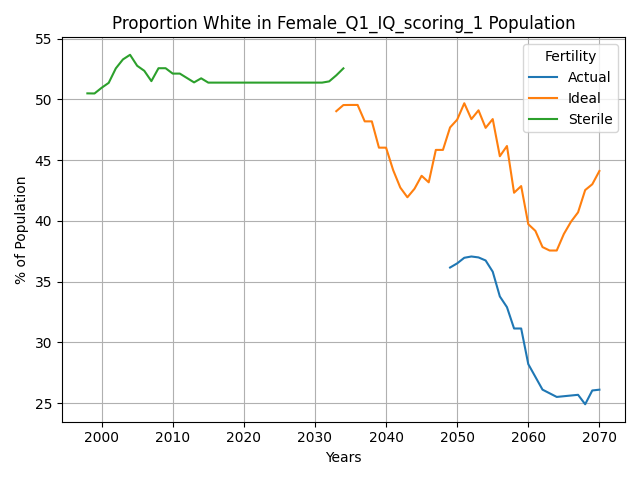 Proportion White in Female_Q1_IQ_scoring_1 Population
% of Population
55
50
45
40
35
30
25
Fertility
Actual
Ideal
Sterile
2000 2010 2020 2030 2040 2050 2060 2070
Years